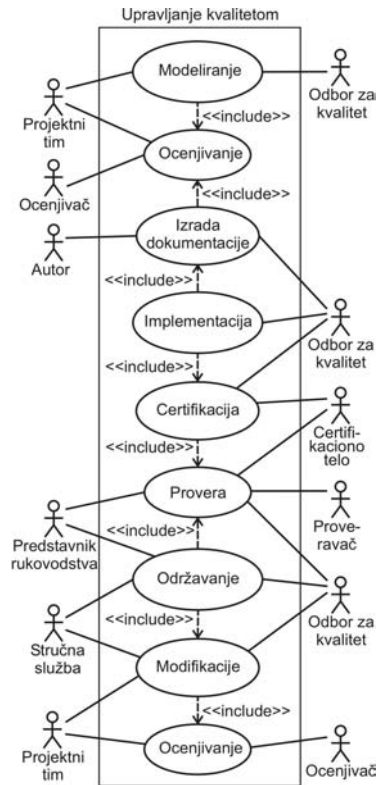 Upravljanje kvalitetom
Modeliranje
Projektni
tim
Odbor za
kvalitet
<<include>>
Ocenjivanje
Ocenjivač
<<include>>
Izrada
dokumentacije
Autor
<<include>>
Implementacija
Odbor za
kvalitet
<<include>>
Certifikacija
Certifi-
kaciono
telo
<<include>>
Provera
Prove-
ravač
Predstavnik
rukovodstva
<<include>>
Održavanje
Odbor za
kvalitet
<<include>>
Stručna
služba
Modifikacije
<<include>>
Projektni
tim
Ocenjivanje
Ocenjivač